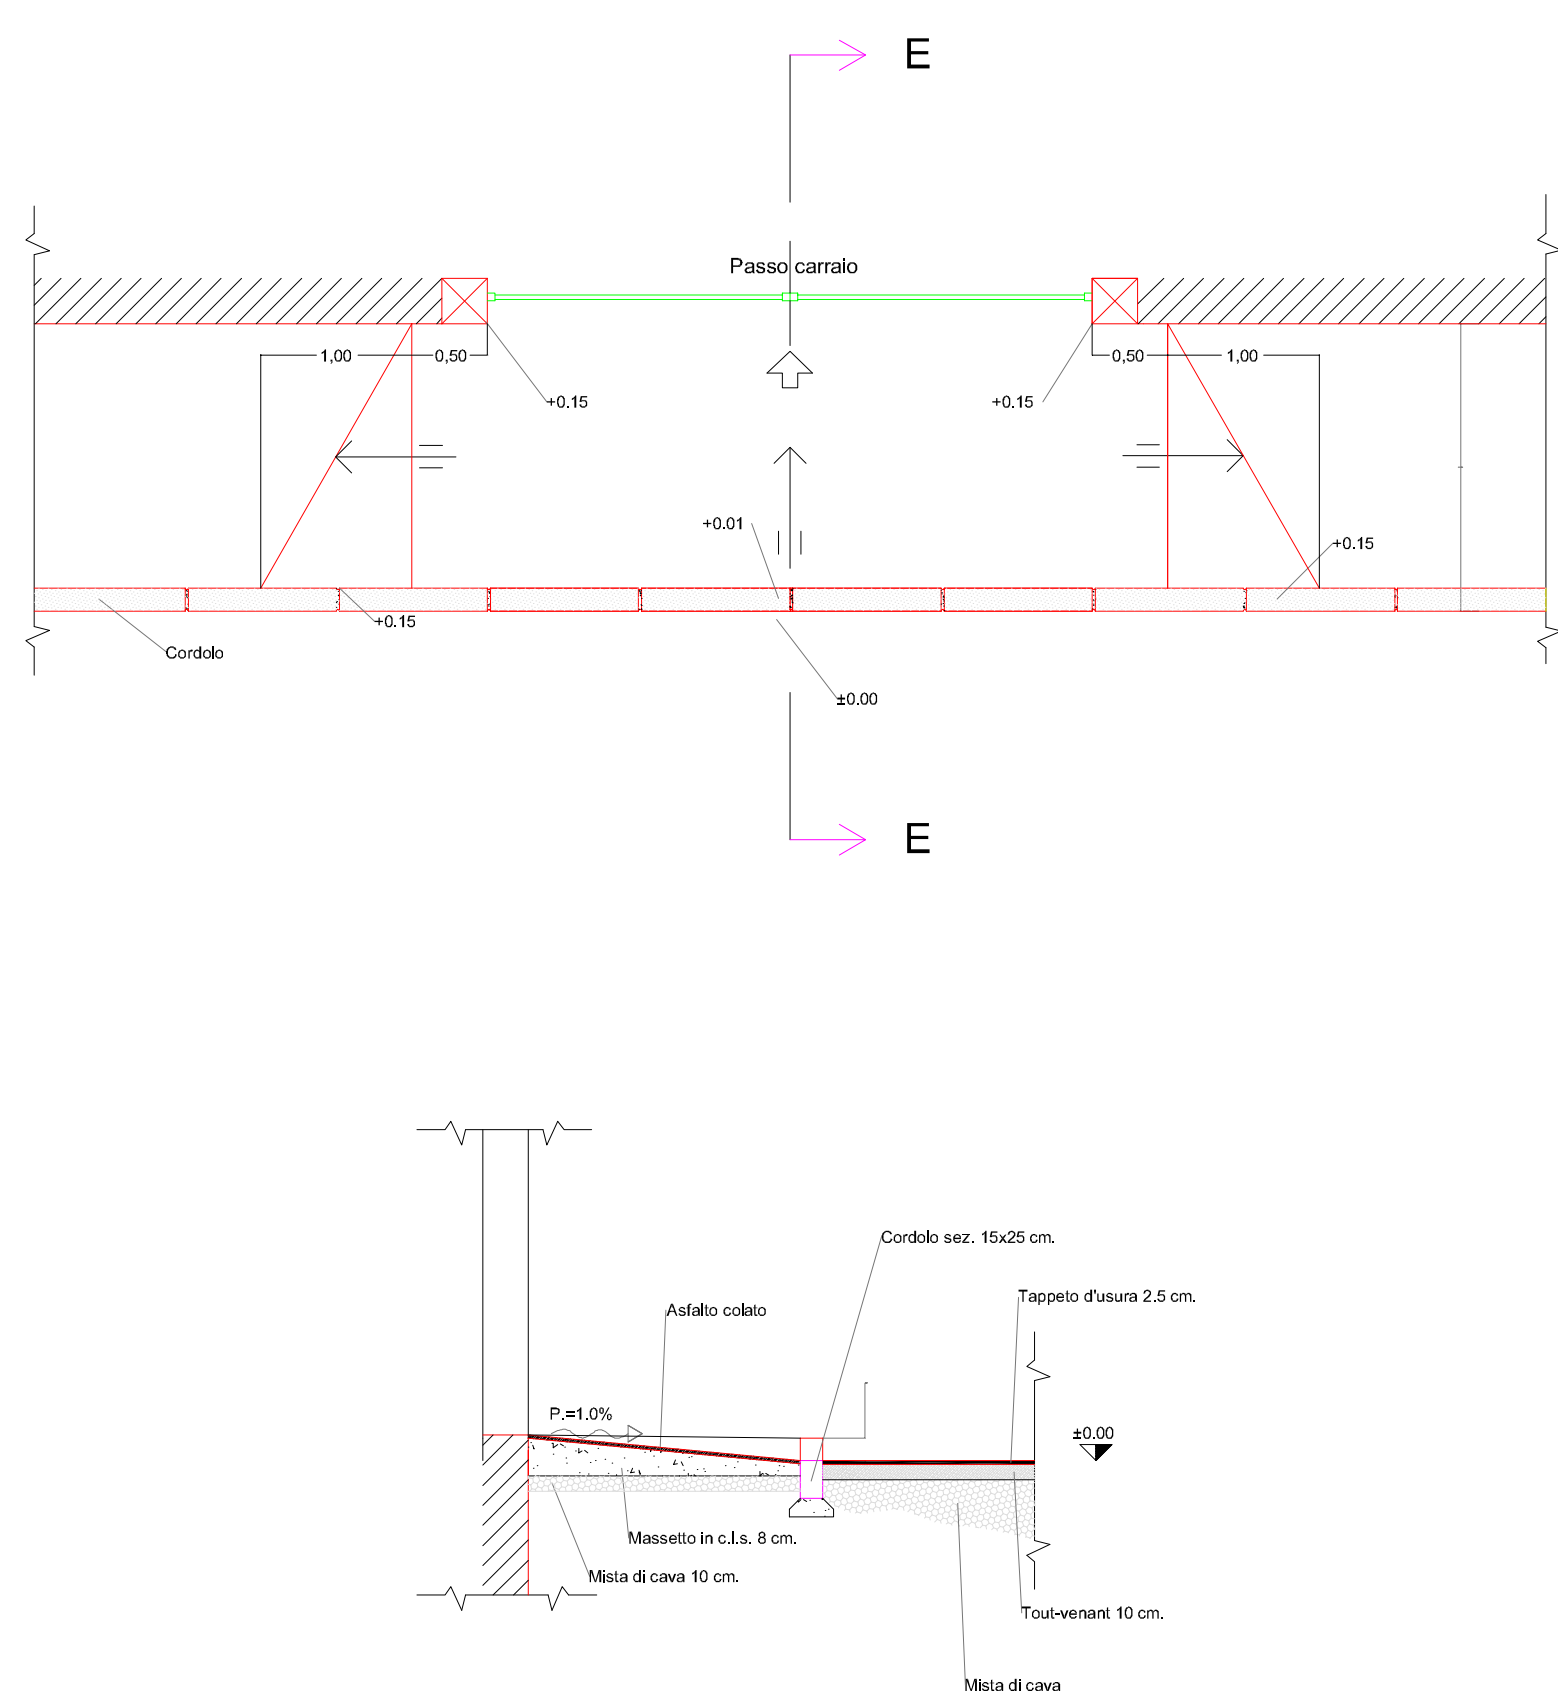 E
Passo carraio
1,00
0,50
0,50
1,00
+0.15
+0.15
+0.01
+0.15
+0.15
Cordolo
±0.00
E
Cordolo sez. 15x25 cm.
Tappeto d'usura 2.5 cm.
Asfalto colato
P.=1.0%
±0.00
Massetto in c.l.s. 8 cm.
Mista di cava 10 cm.
Tout-venant 10 cm.
Mista di cava